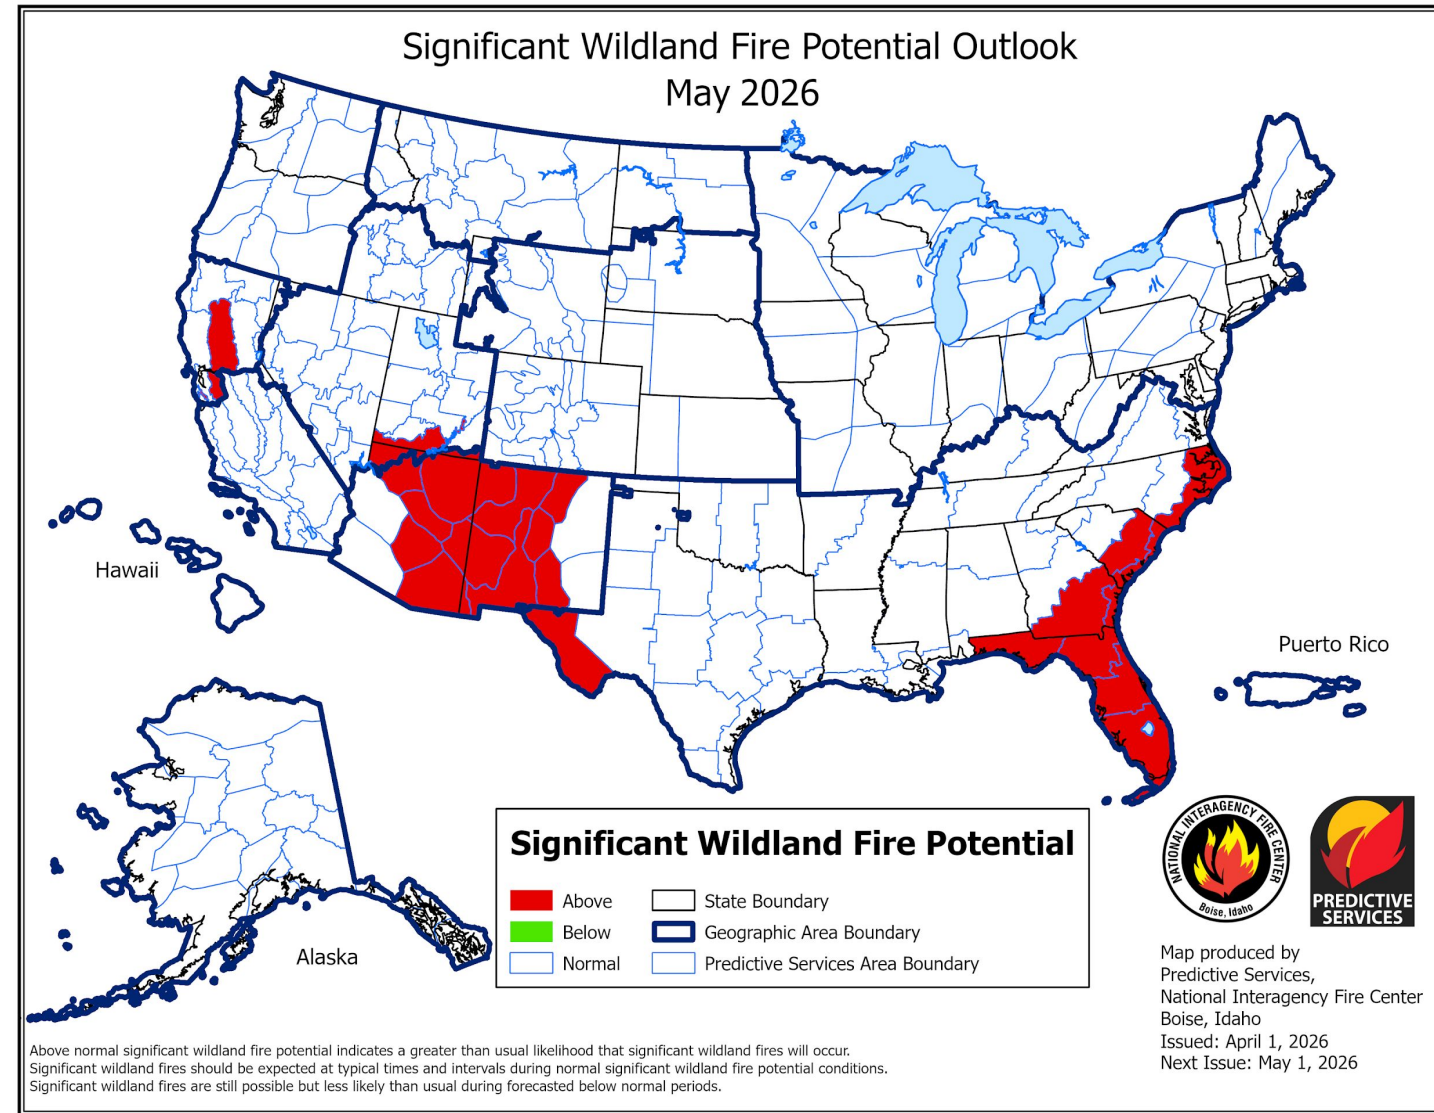 Significant Wildland Fire Potential Outlook
May 2026
Hawaii
Puerto Rico
Alaska
Significant Wildland Fire Potential
Above
State Boundary
Below
Geographic Area Boundary
Normal
Predictive Services Area Boundary
NATIONAL INTERAGENCY FIRE CENTER
Boise, Idaho
PREDICTIVE
SERVICES
Map produced by
Predictive Services,
National Interagency Fire Center
Boise, Idaho
Issued: April 1, 2026
Next Issue: May 1, 2026
Above normal significant wildland fire potential indicates a greater than usual likelihood that significant wildland fires will occur.
Significant wildland fires should be expected at typical times and intervals during normal significant wildland fire potential conditions.
Significant wildland fires are still possible but less likely than usual during forecasted below normal periods.